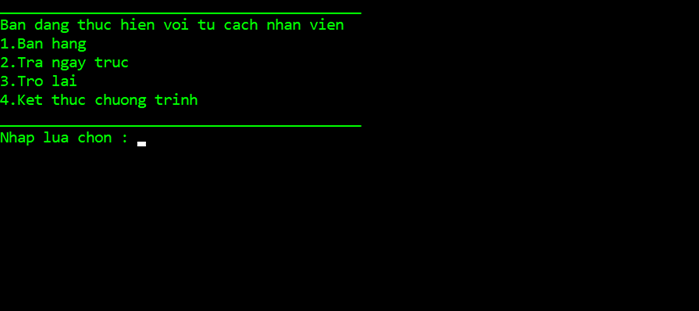 Ban dang thuc hien voi tu cach nhan vien
1.Ban hang
2.Tra ngay truc
3.Tro lai
4.Ket thuc chuong trinh
Nhap lua chon :